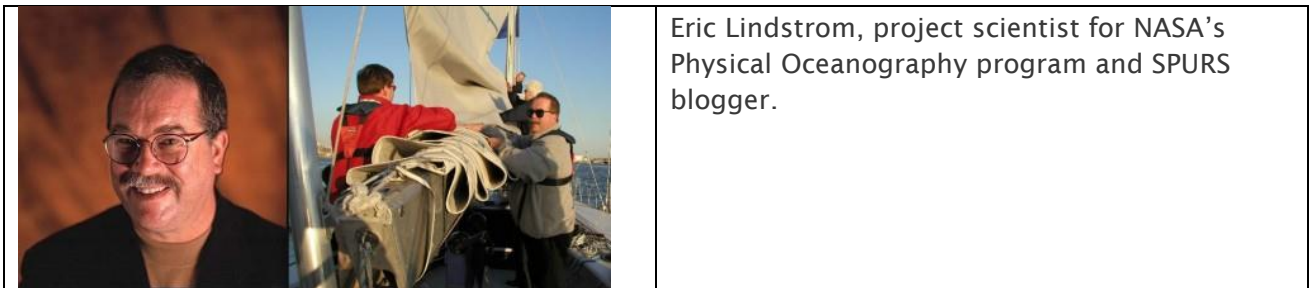 Eric Lindstrom, project scientist for NASA’s
Physical Oceanography program and SPURS
blogger.